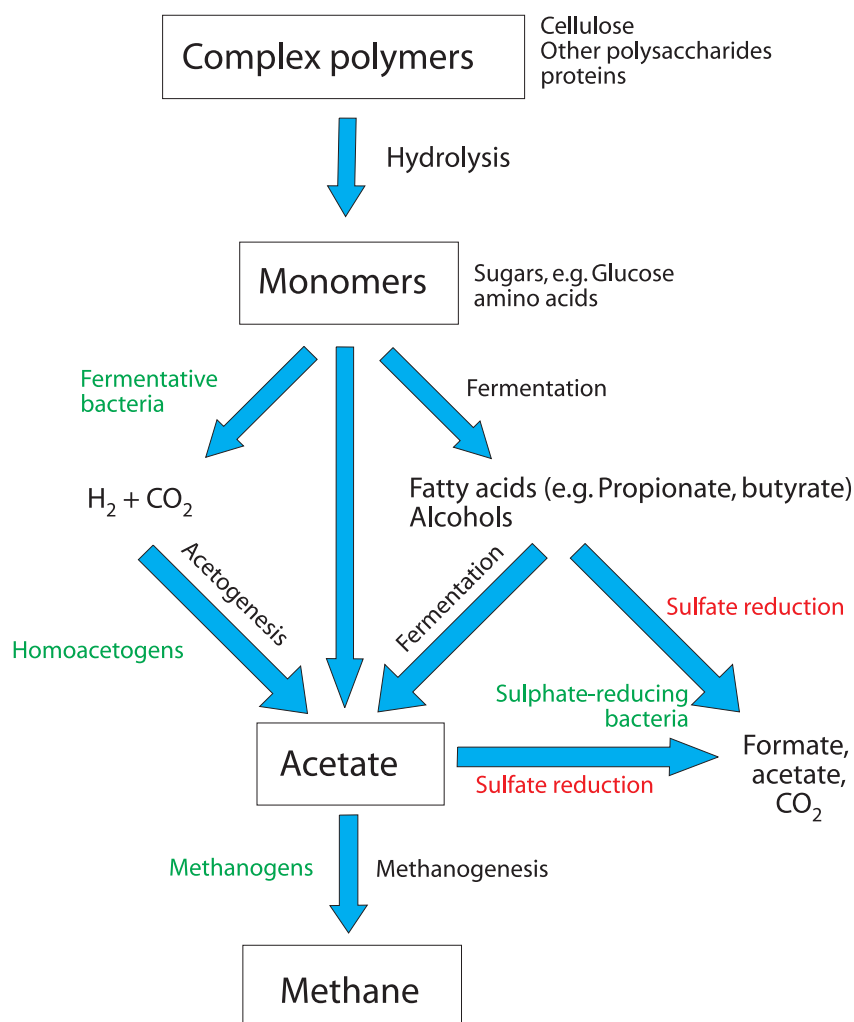 Complex polymers
Cellulose
Other polysaccharides
proteins
Hydrolysis
Monomers
Sugars, e.g. Glucose
amino acids
Fermentative
bacteria
Fermentation
H₂ + CO₂
Fatty acids (e.g. Propionate, butyrate)
Alcohols
Acetogenesis
Fermentation
Sulfate reduction
Homoacetogens
Sulphate-reducing
bacteria
Acetate
Sulfate reduction
Formate,
acetate,
CO₂
Methanogens
Methanogenesis
Methane